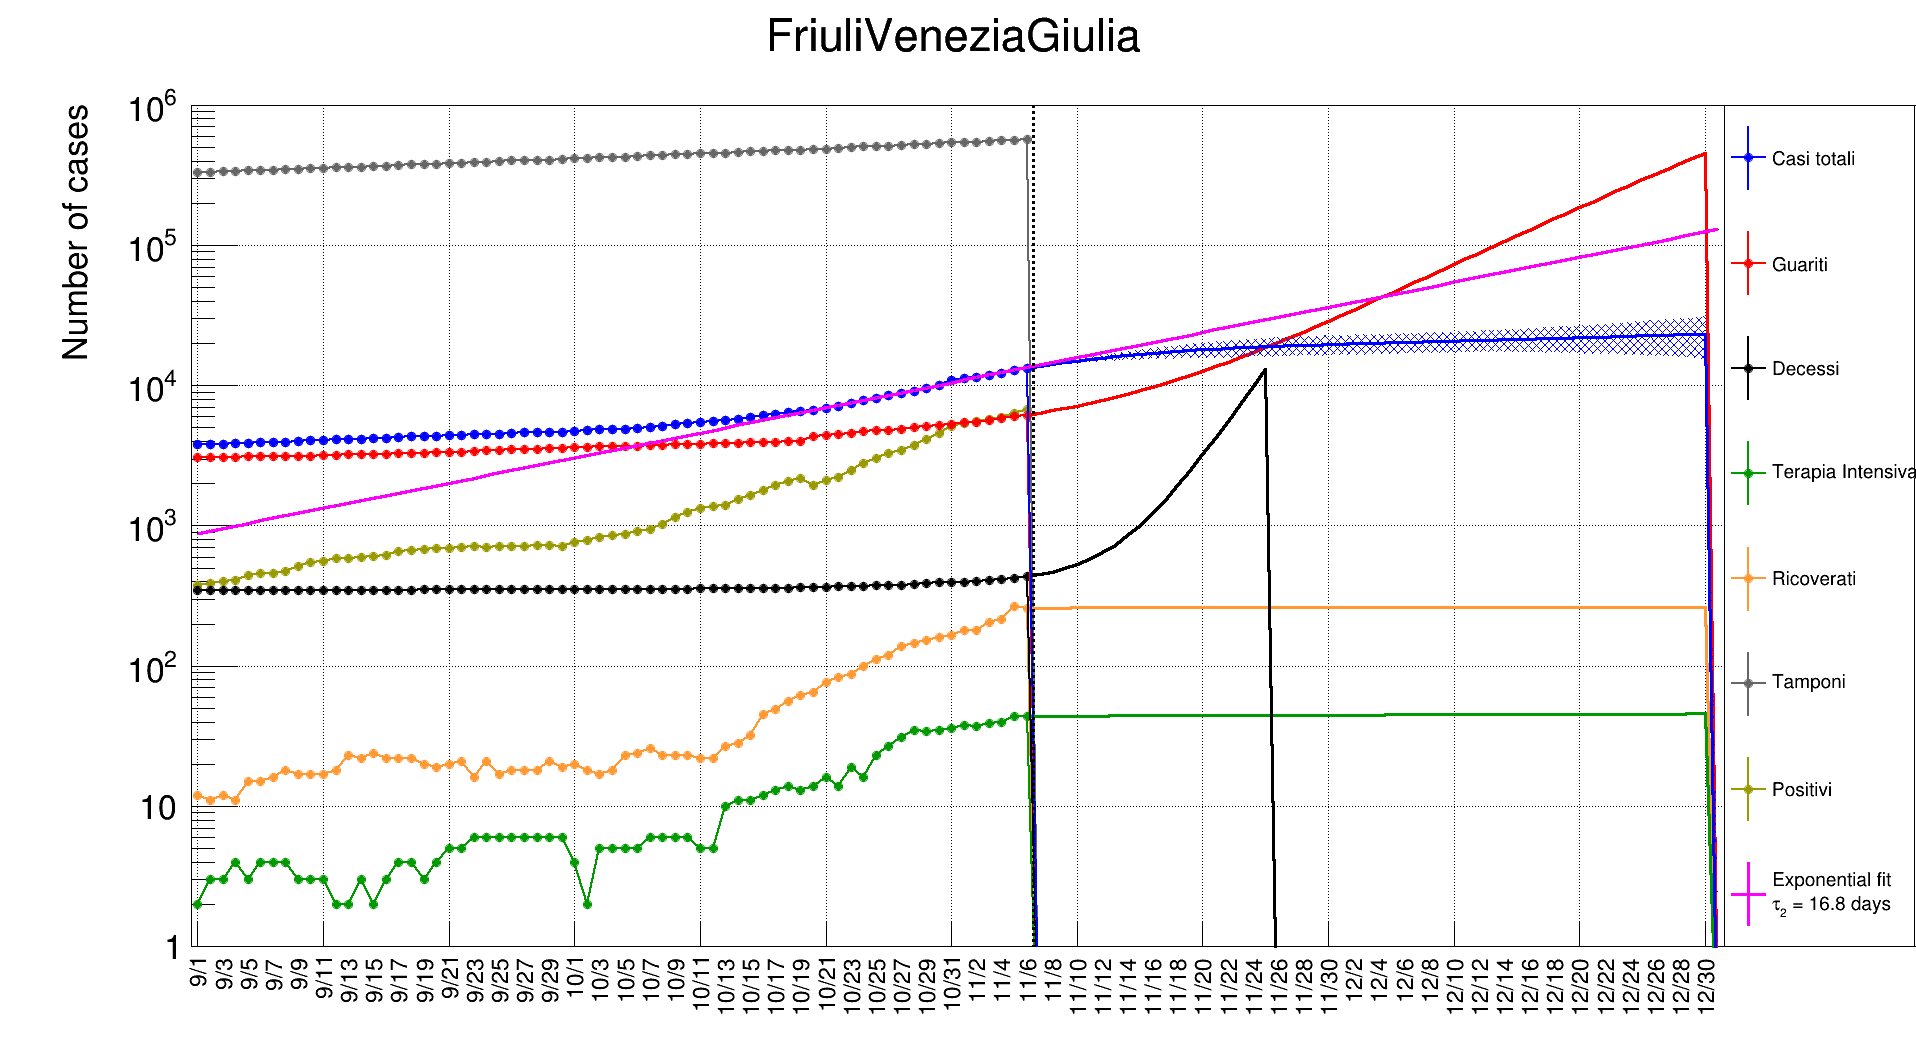 FriuliVeneziaGiulia
Number of cases
10^6
10^5
10^4
10^3
10^2
10
1
9/1 9/3 9/5 9/7 9/9 9/11 9/13 9/15 9/17 9/19 9/21 9/23 9/25 9/27 9/29 10/1 10/3 10/5 10/7 10/9 10/11 10/13 10/15 10/17 10/19 10/21 10/23 10/25 10/27 10/29 10/31 11/2 11/4 11/6 11/8 11/10 11/12 11/14 11/16 11/18 11/20 11/22 11/24 11/26 11/28 11/30 12/2 12/4 12/6 12/8 12/10 12/12 12/14 12/16 12/18 12/20 12/22 12/24 12/26 12/28 12/30
Casi totali
Guariti
Decessi
Terapia Intensiva
Ricoverati
Tamponi
Positivi
Exponential fit
τ_2 = 16.8 days